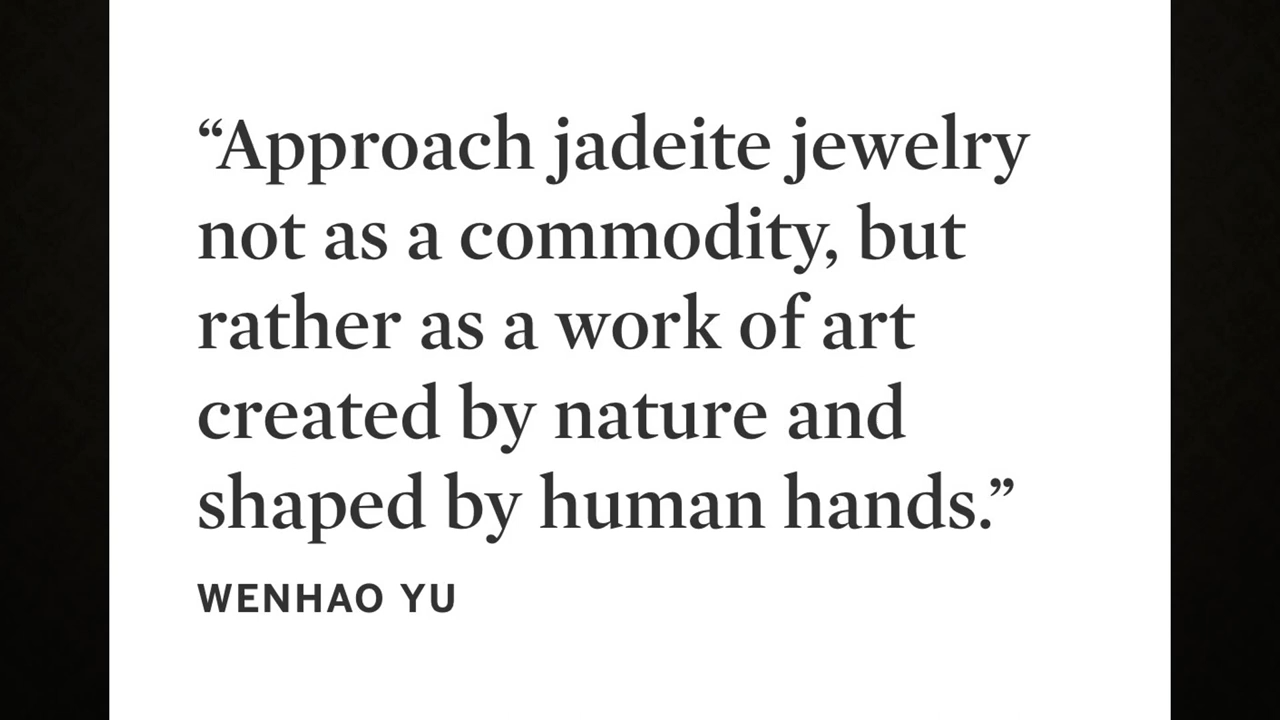 “Approach jadeite jewelry
not as a commodity, but
rather as a work of art
created by nature and
shaped by human hands.”
WENHAO YU